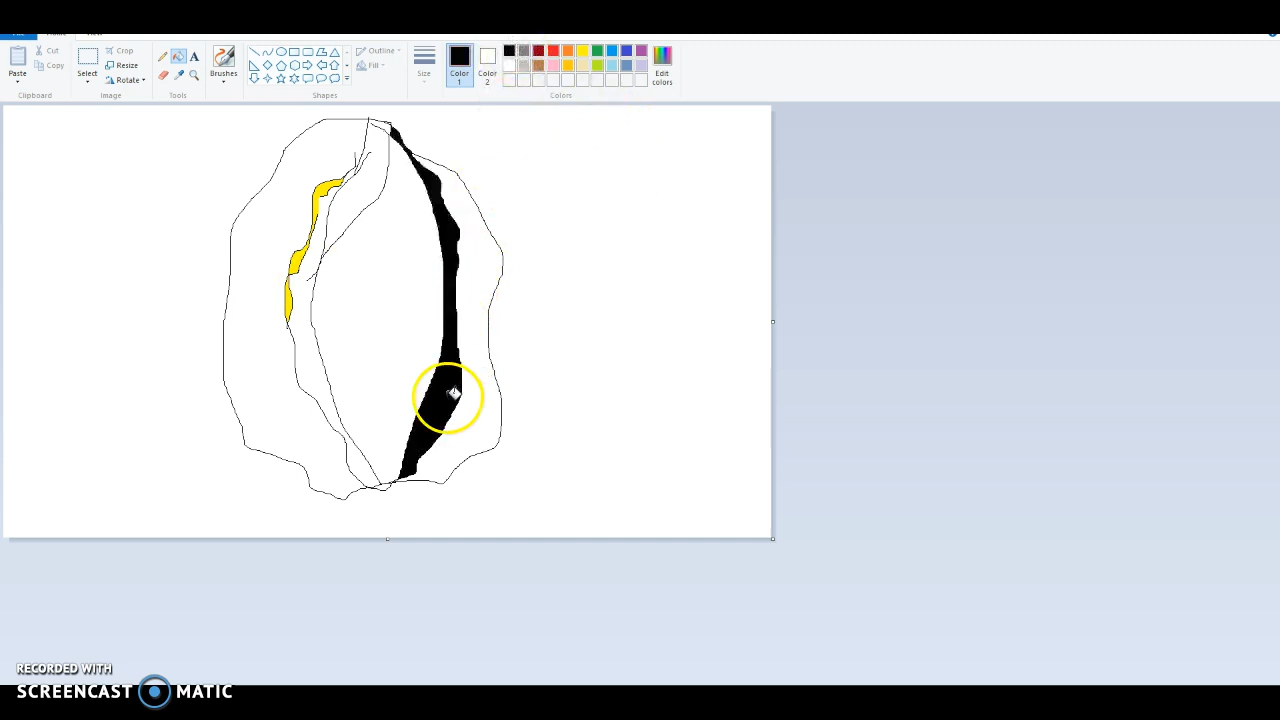 Cut
Copy
Paste
Clipboard
Select
Crop
Resize
Rotate
Image
A
Tools
Brushes
Shapes
Outline
Fill
Size
Color
1
Color
2
Edit
colors
Colors
RECORDED WITH
SCREENCAST MATIC